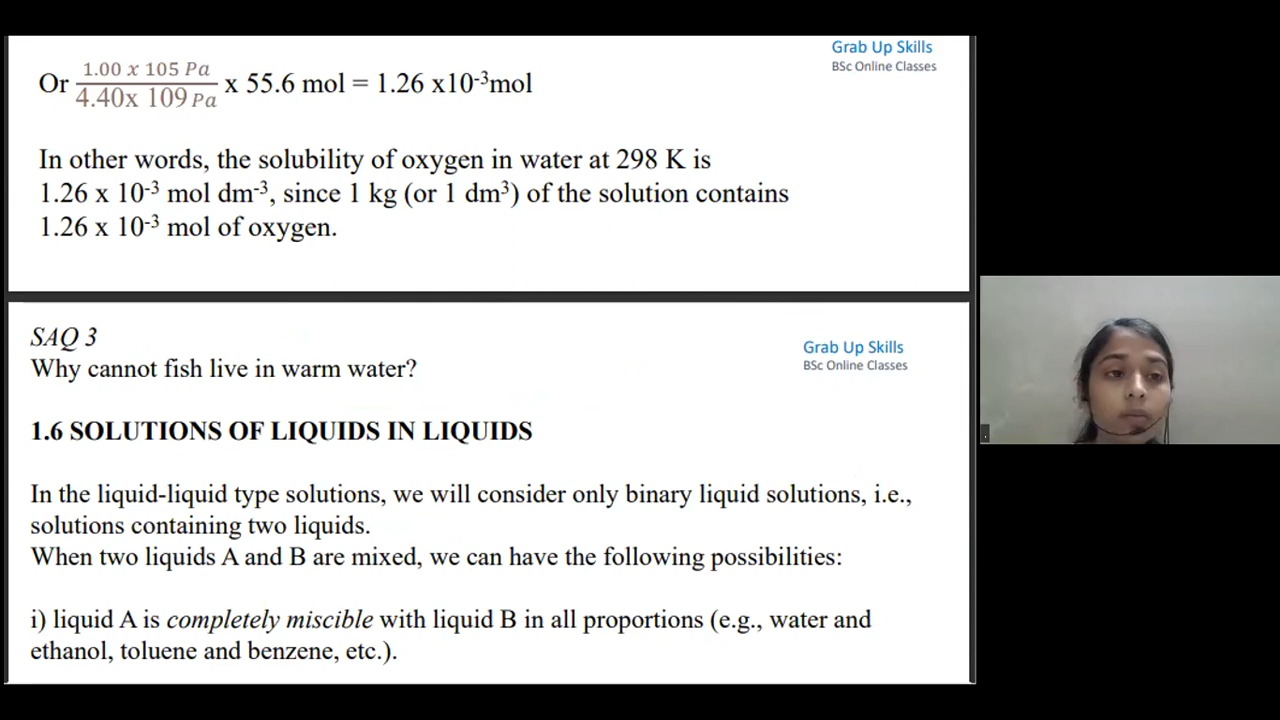 Grab Up Skills
BSc Online Classes
Or 1.00 x 105 Pa / 4.40x 109 Pa x 55.6 mol = 1.26 x10⁻³mol
In other words, the solubility of oxygen in water at 298 K is
1.26 x 10⁻³ mol dm⁻³, since 1 kg (or 1 dm³) of the solution contains
1.26 x 10⁻³ mol of oxygen.
SAQ 3
Grab Up Skills
BSc Online Classes
Why cannot fish live in warm water?
1.6 SOLUTIONS OF LIQUIDS IN LIQUIDS
In the liquid-liquid type solutions, we will consider only binary liquid solutions, i.e.,
solutions containing two liquids.
When two liquids A and B are mixed, we can have the following possibilities:
i) liquid A is completely miscible with liquid B in all proportions (e.g., water and
ethanol, toluene and benzene, etc.).